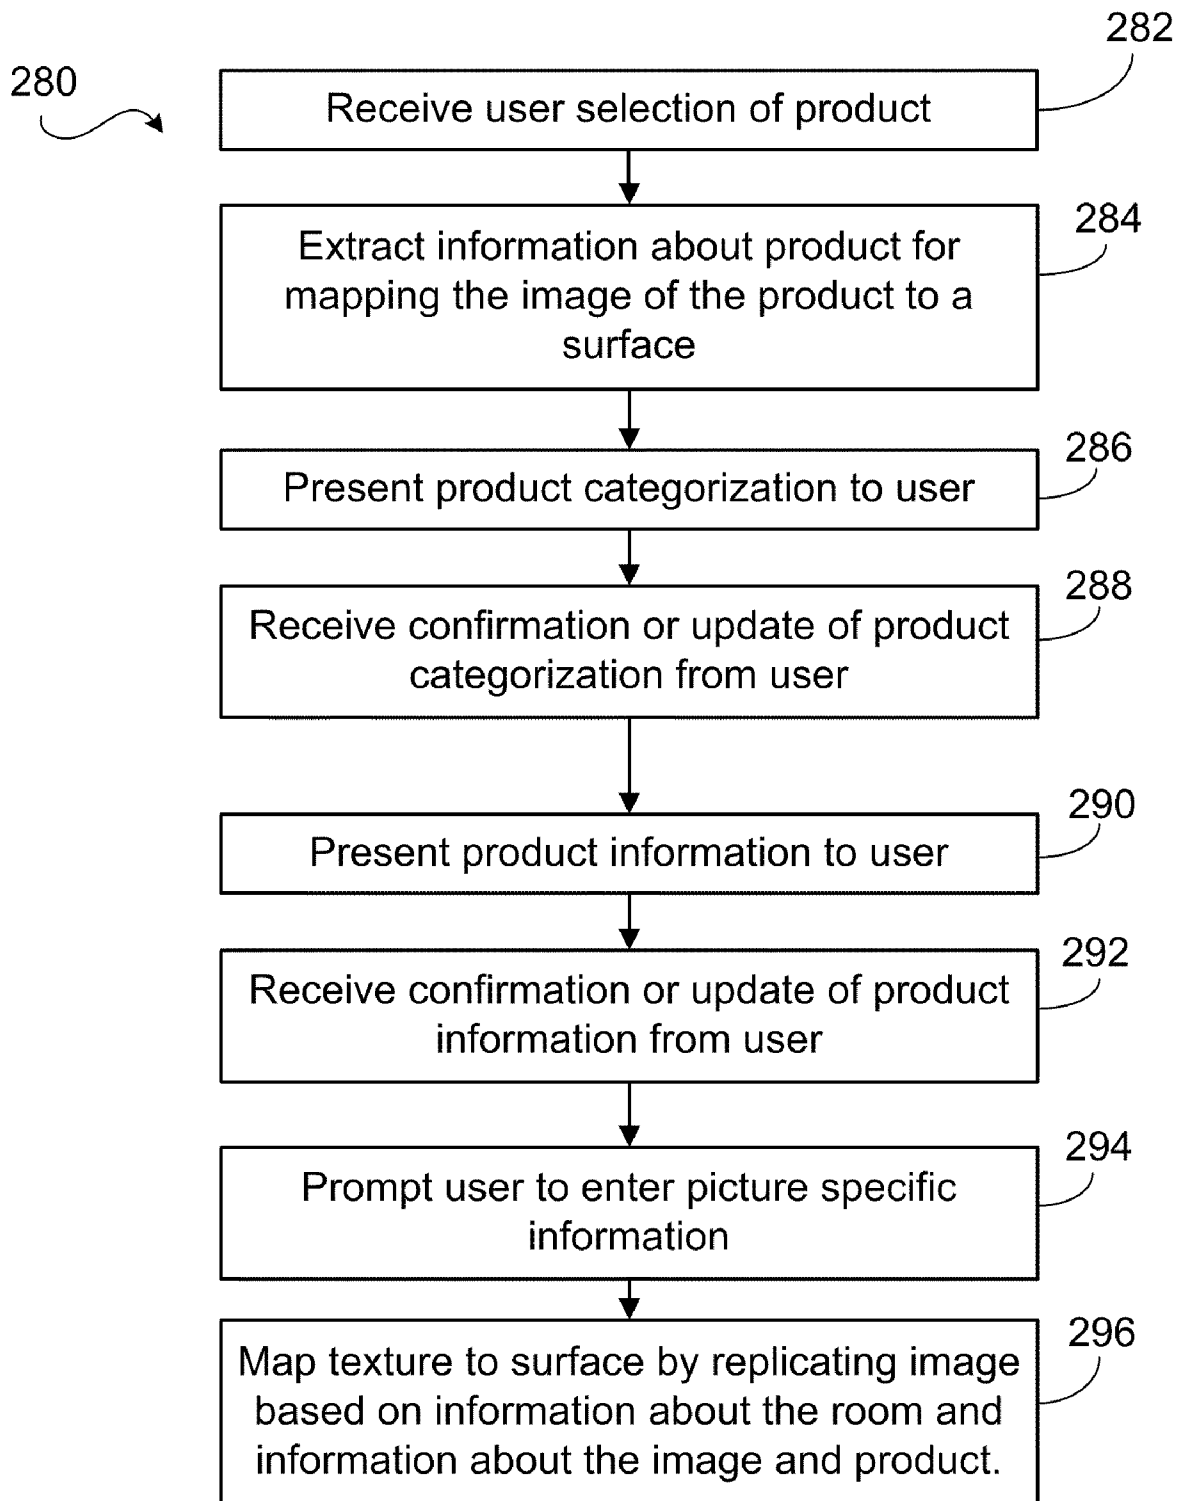 282
280
Receive user selection of product
284
Extract information about product for
mapping the image of the product to a
surface
286
Present product categorization to user
288
Receive confirmation or update of product
categorization from user
290
Present product information to user
292
Receive confirmation or update of product
information from user
294
Prompt user to enter picture specific
information
296
Map texture to surface by replicating image
based on information about the room and
information about the image and product.